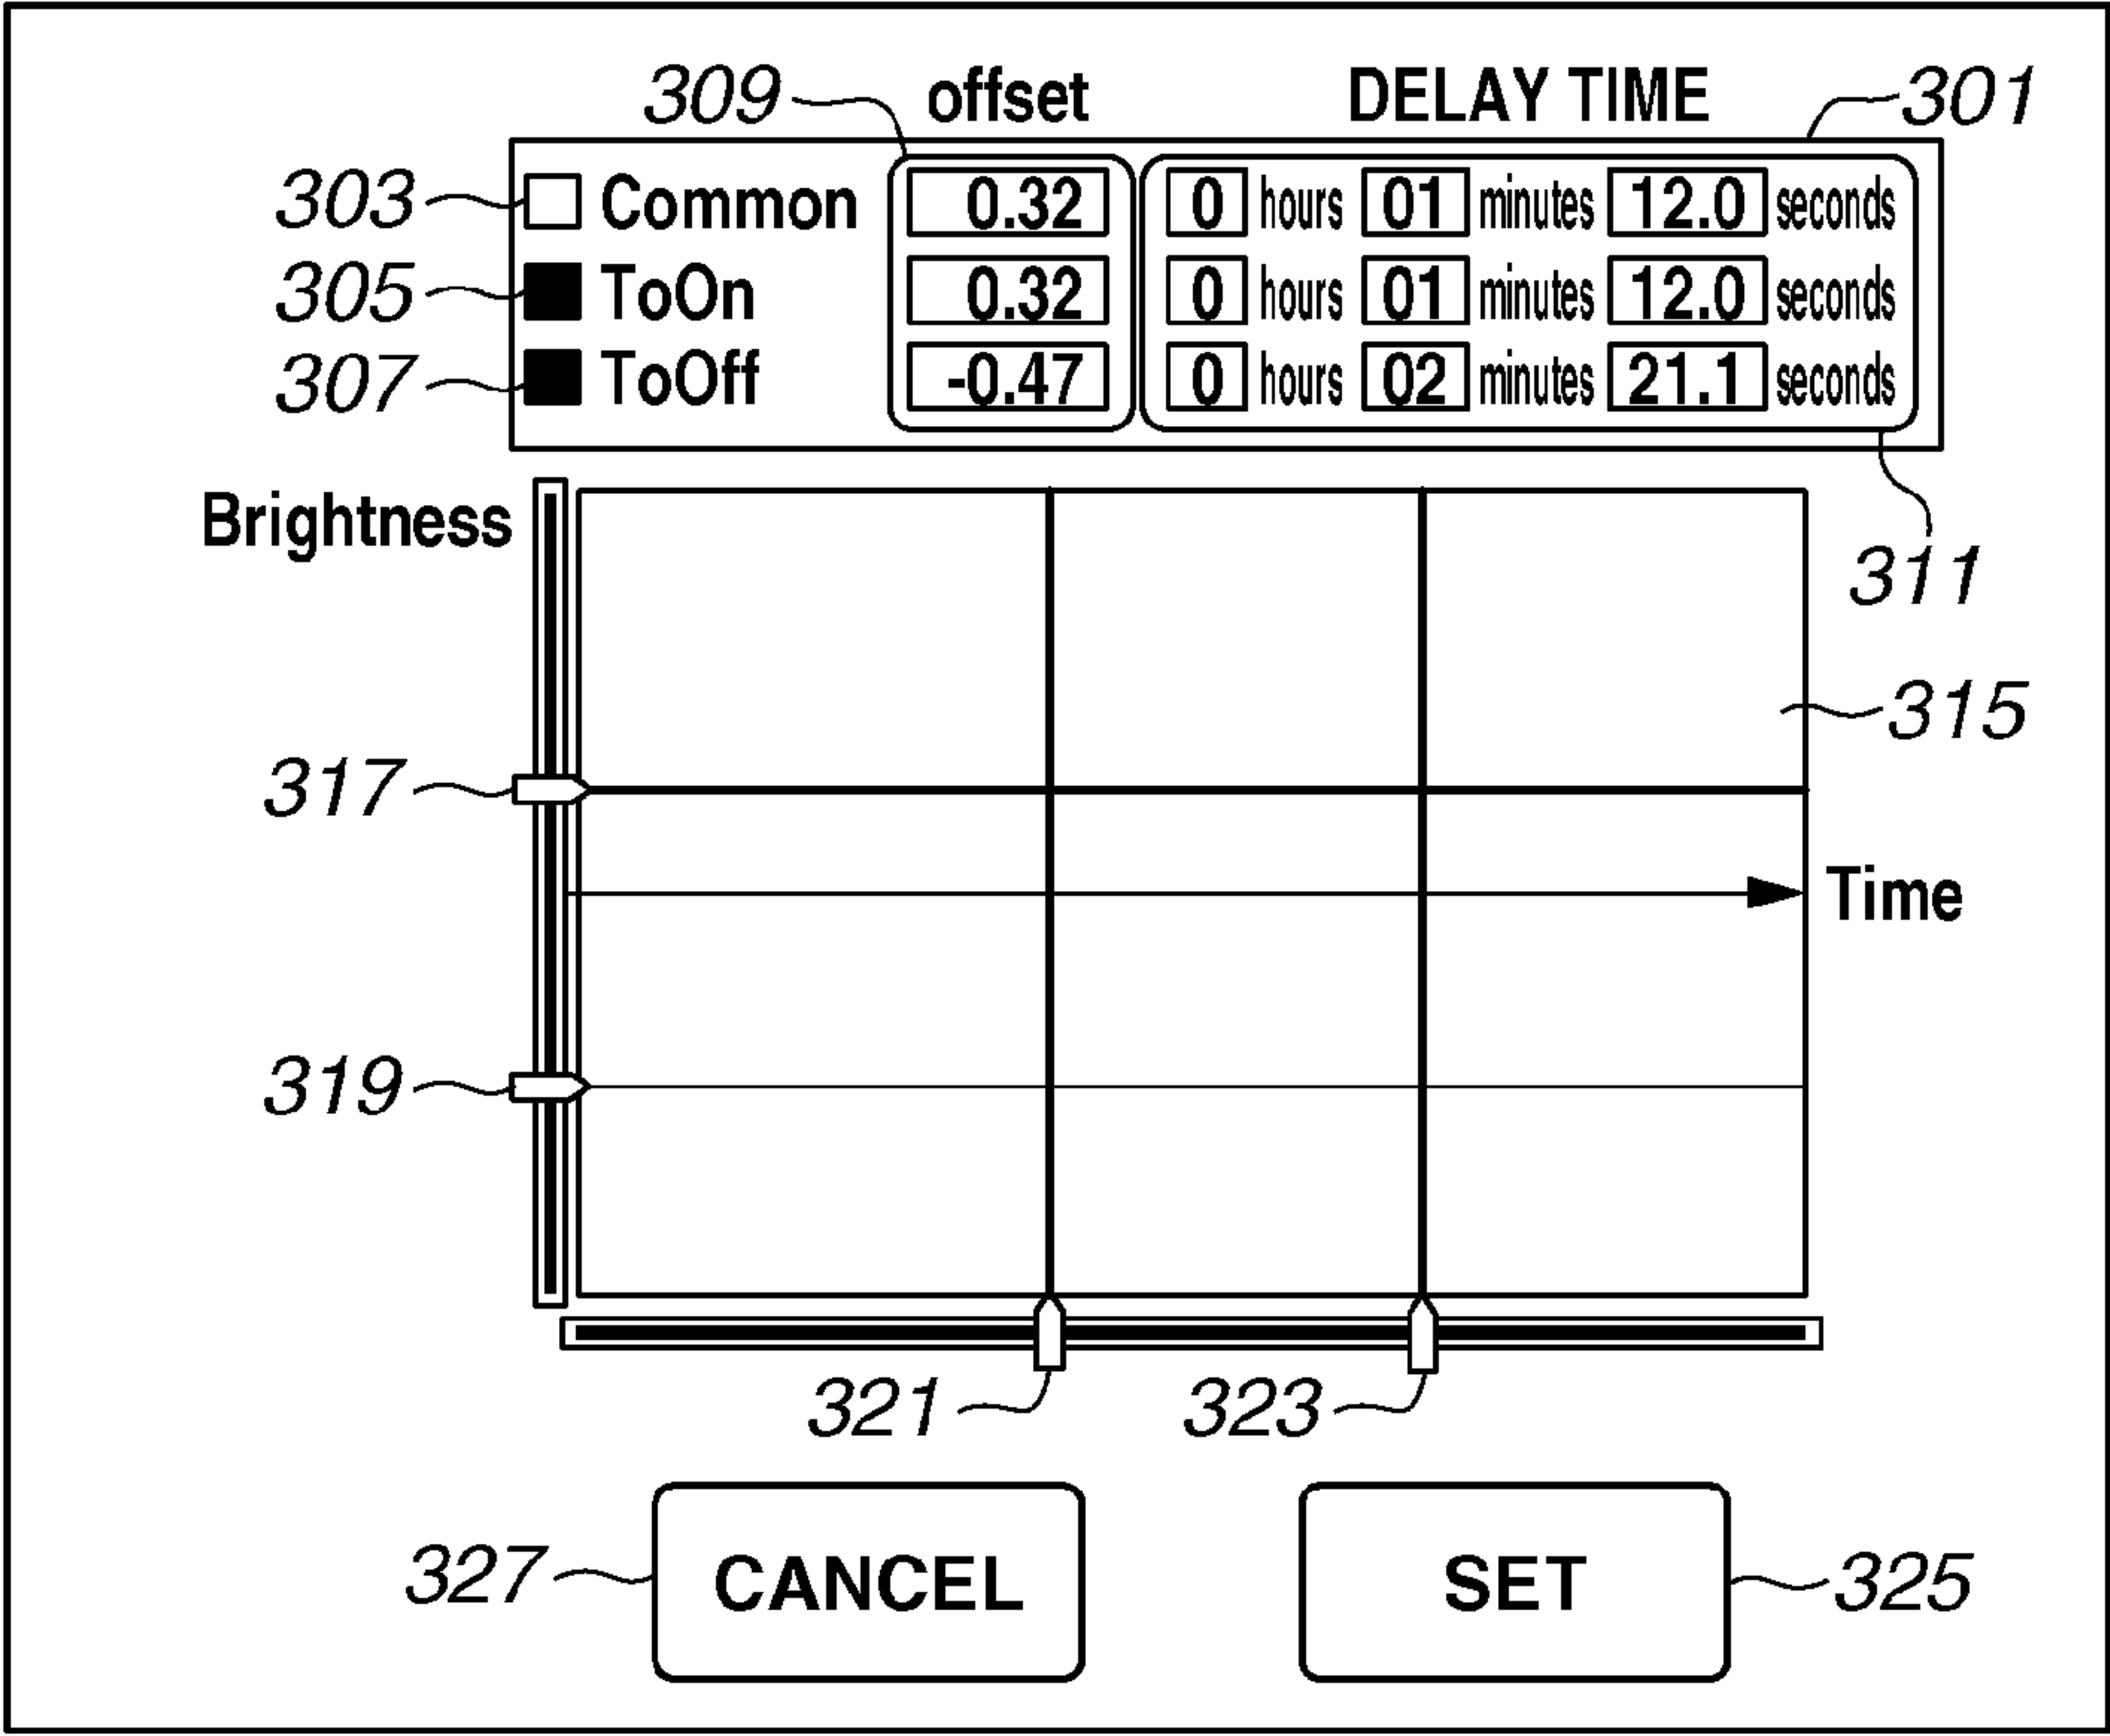 309 offset DELAY TIME 301
303 Common 0.32 0 hours 01 minutes 12.0 seconds
305 ToOn 0.32 0 hours 01 minutes 12.0 seconds
307 ToOff -0.47 0 hours 02 minutes 21.1 seconds
Brightness
311
315
317
Time
319
321 323
327 CANCEL SET 325